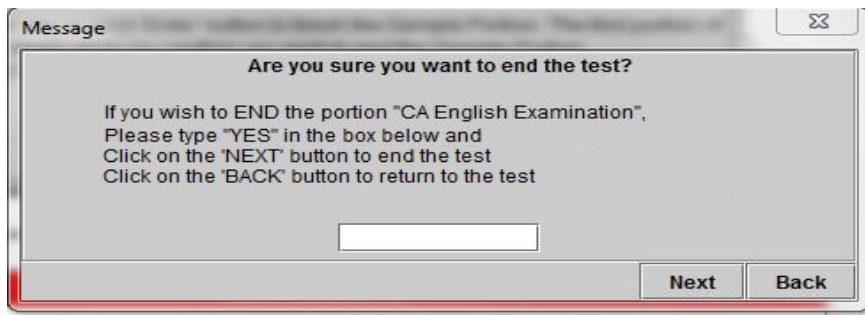 Message
Are you sure you want to end the test?
If you wish to END the portion "CA English Examination",
Please type "YES" in the box below and
Click on the 'NEXT' button to end the test
Click on the 'BACK' button to return to the test
Next
Back